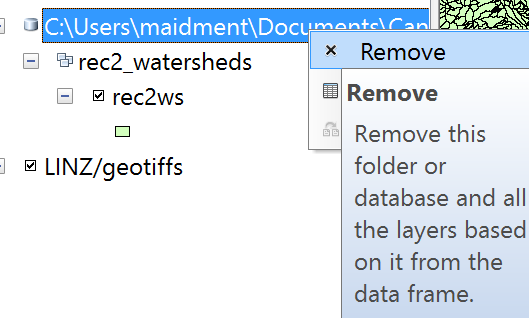 C:\Users\maidment\Documents\Can
Remove
rec2_watersheds
Remove
rec2ws
Remove this
folder or
database and all
the layers based
on it from the
data frame.
LINZ/geotiffs